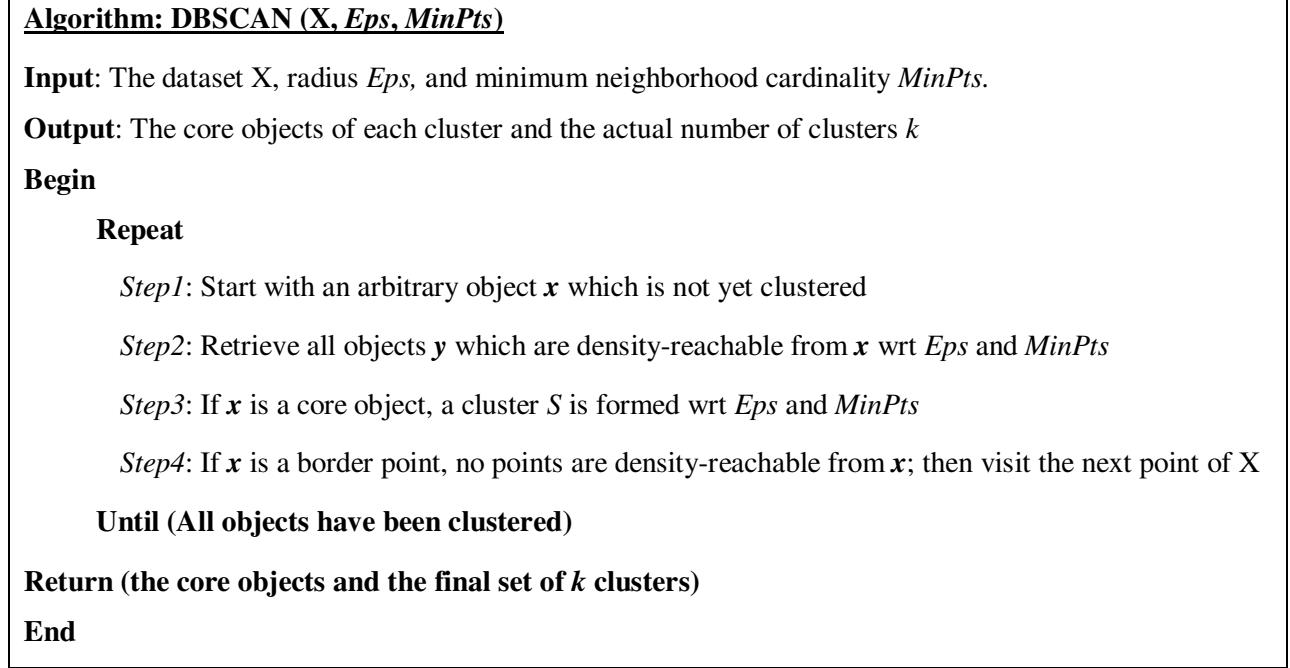 Algorithm: DBSCAN (X, Eps, MinPts)
Input: The dataset X, radius Eps, and minimum neighborhood cardinality MinPts.
Output: The core objects of each cluster and the actual number of clusters k
Begin
Repeat
Step1: Start with an arbitrary object x which is not yet clustered
Step2: Retrieve all objects y which are density-reachable from x wrt Eps and MinPts
Step3: If x is a core object, a cluster S is formed wrt Eps and MinPts
Step4: If x is a border point, no points are density-reachable from x; then visit the next point of X
Until (All objects have been clustered)
Return (the core objects and the final set of k clusters)
End